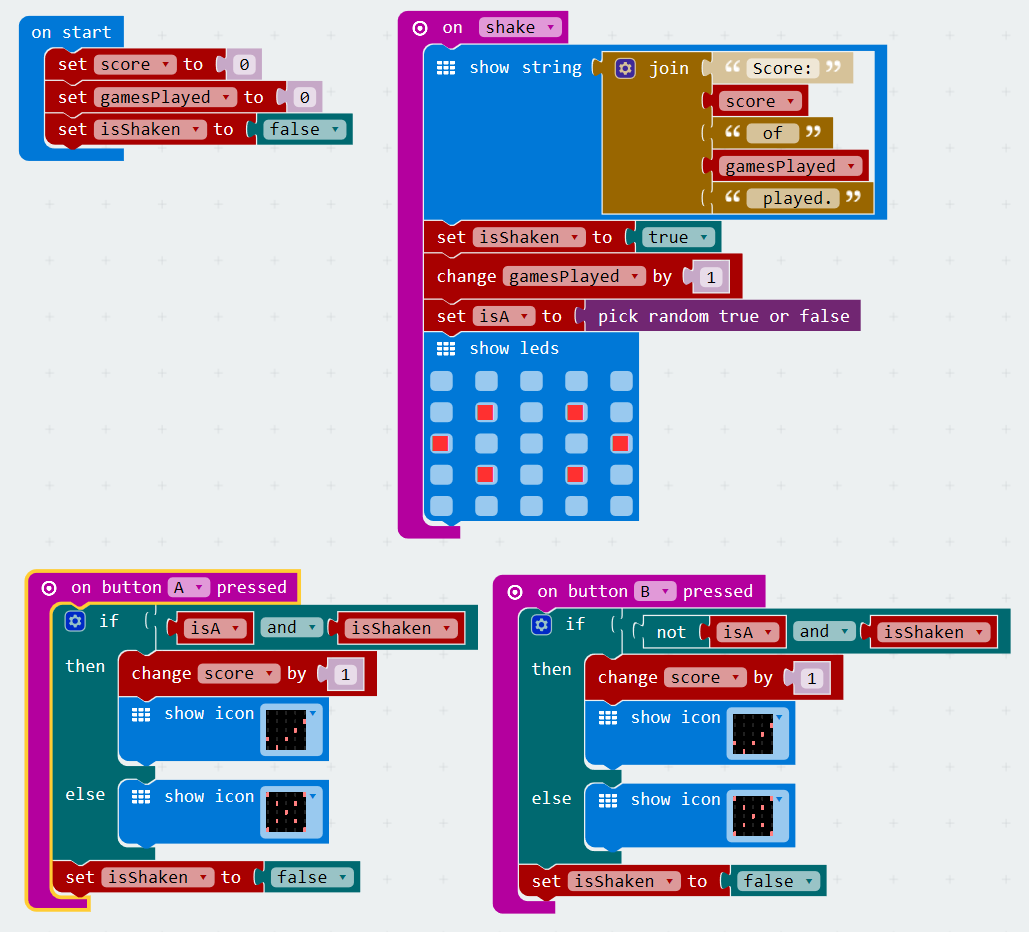 on start
set score to 0
set gamesPlayed to 0
set isShaken to false
on shake
show string join “ Score: ”
score
“ of ”
gamesPlayed
“ played. ”
set isShaken to true
change gamesPlayed by 1
set isA to pick random true or false
show leds
on button A pressed
if isA and isShaken
then change score by 1
show icon
else show icon
set isShaken to false
on button B pressed
if not isA and isShaken
then change score by 1
show icon
else show icon
set isShaken to false